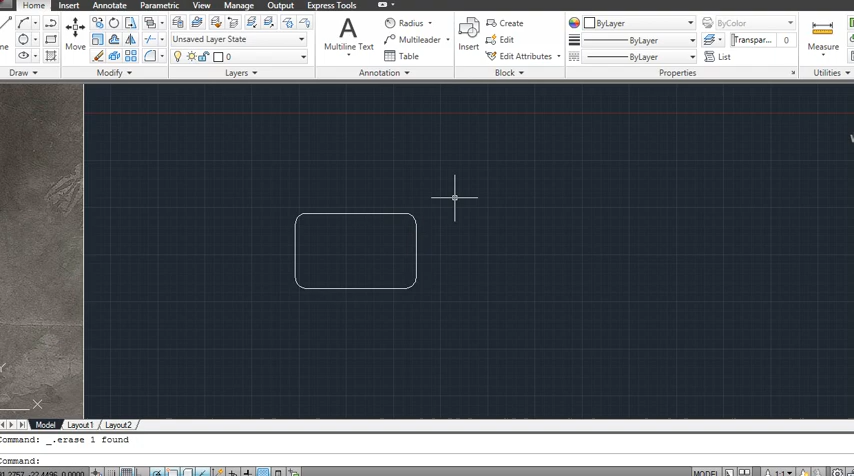 Home Insert Annotate Parametric View Manage Output Express Tools
Move
Unsaved Layer State
0
A
Multiline Text
Radius
Multileader
Table
Insert
Create
Edit
Edit Attributes
ByLayer
ByLayer
ByLayer
ByColor
Transpar... 0
List
Measure
Draw Modify Layers Annotation Block Properties Utilities
Model Layout1 Layout2
Command: _.erase 1 found
Command:
MODEL 1:1